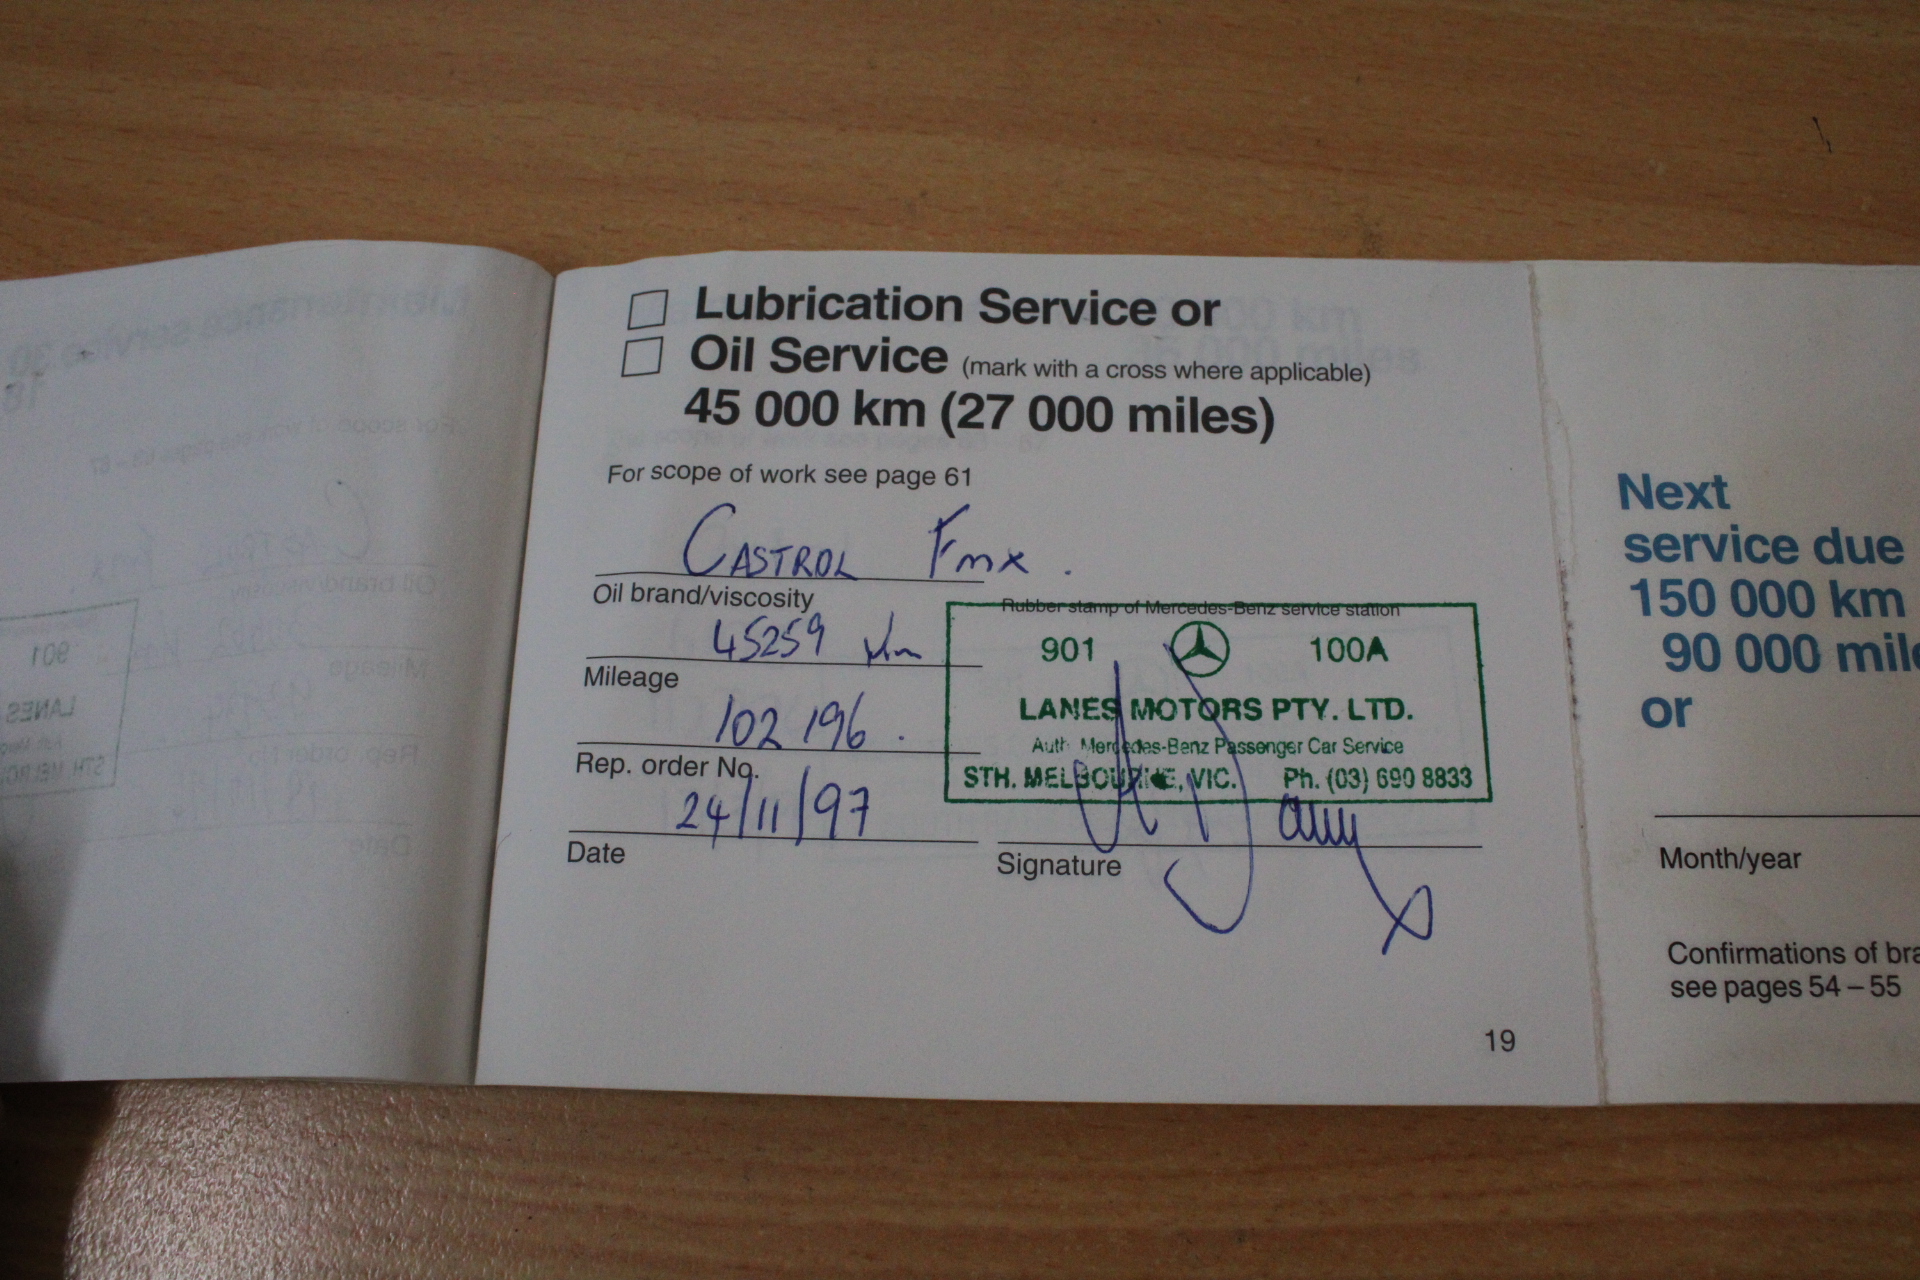 ☐ Lubrication Service or
☐ Oil Service (mark with a cross where applicable)
45 000 km (27 000 miles)
For scope of work see page 61
CASTROL Fmx.
Oil brand/viscosity
45259 km
Mileage
102196.
Rep. order No.
24/11/97
Date
Rubber stamp of Mercedes-Benz service station
901 100A
LANES MOTORS PTY. LTD.
Auth. Mercedes-Benz Passenger Car Service
STH. MELBOURNE, VIC. Ph. (03) 690 8833
Signature
19
Next
service due
150 000 km
90 000 mile
or
Month/year
Confirmations of bra
see pages 54 – 55